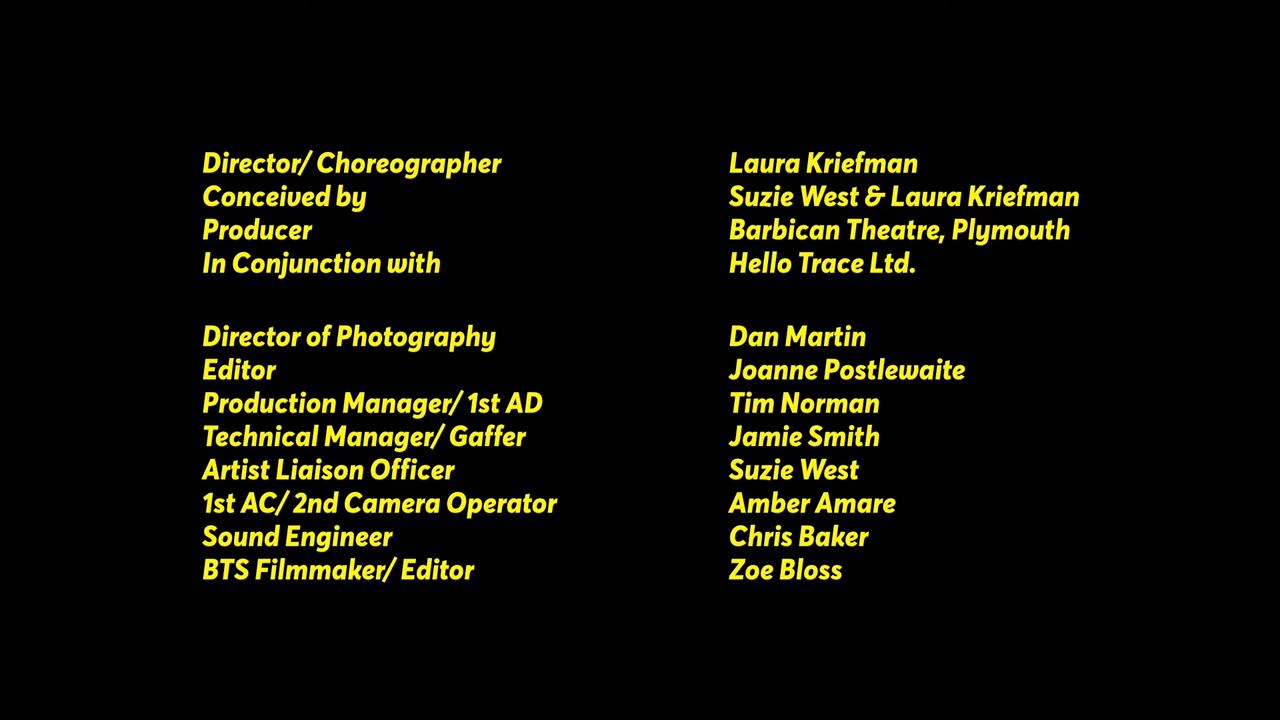 Director/ Choreographer Laura Kriefman
Conceived by Suzie West & Laura Kriefman
Producer Barbican Theatre, Plymouth
In Conjunction with Hello Trace Ltd.
Director of Photography Dan Martin
Editor Joanne Postlewaite
Production Manager/ 1st AD Tim Norman
Technical Manager/ Gaffer Jamie Smith
Artist Liaison Officer Suzie West
1st AC/ 2nd Camera Operator Amber Amare
Sound Engineer Chris Baker
BTS Filmmaker/ Editor Zoe Bloss